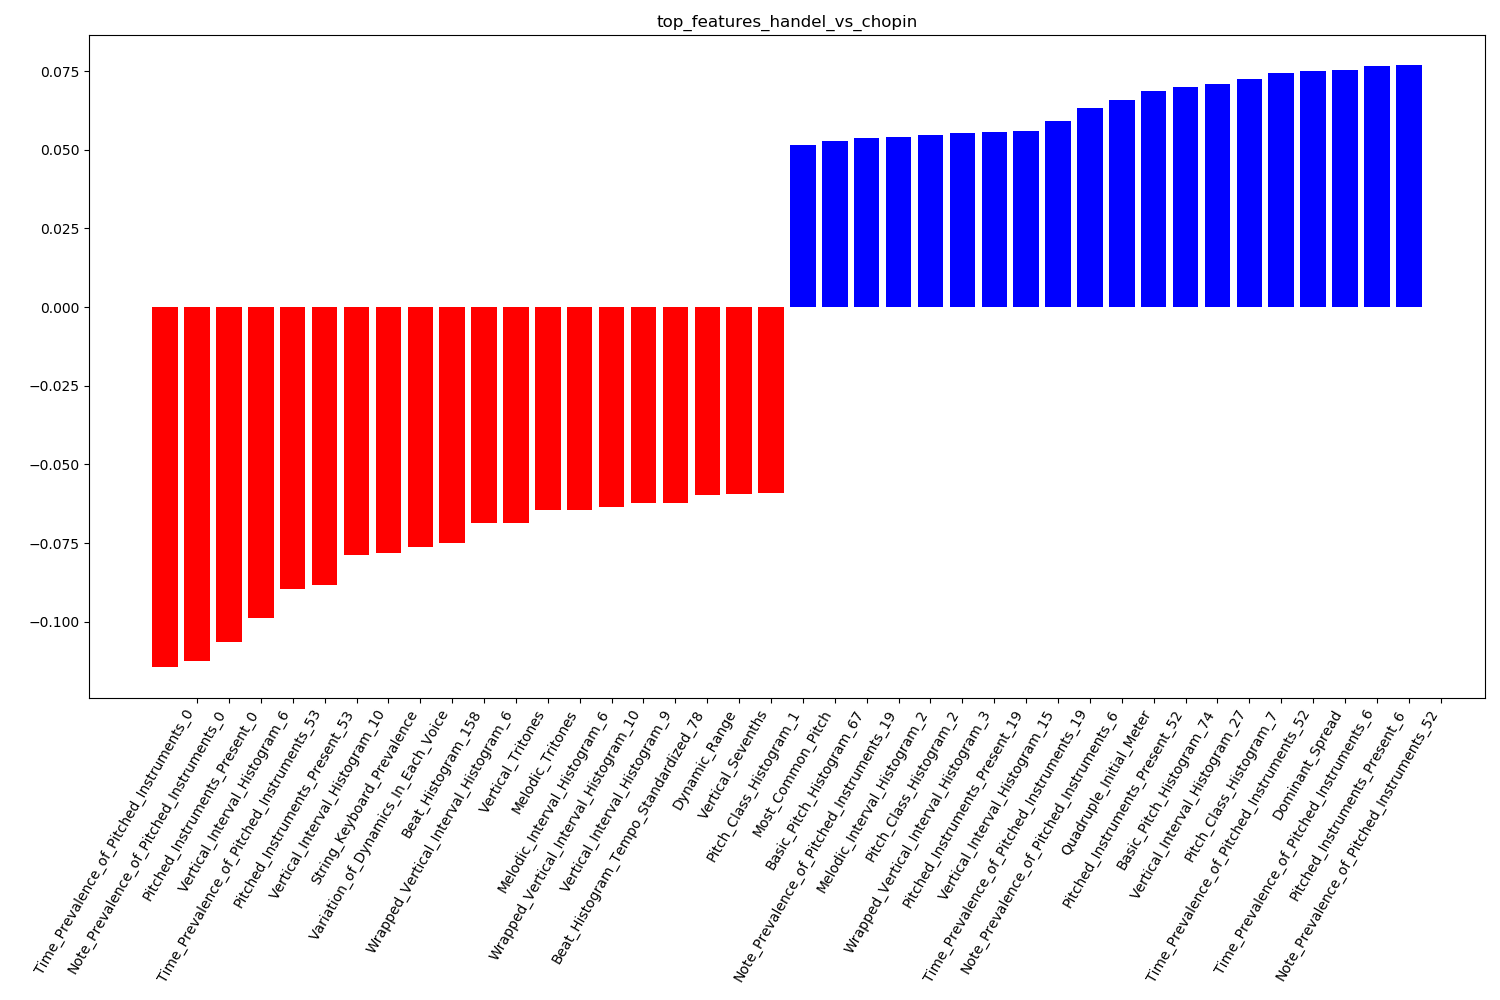 top_features_handel_vs_chopin
0.075
0.050
0.025
0.000
−0.025
−0.050
−0.075
−0.100
Time_Prevalence_of_Pitched_Instruments_0
Note_Prevalence_of_Pitched_Instruments_0
Pitched_Instruments_Present_0
Vertical_Interval_Histogram_6
Time_Prevalence_of_Pitched_Instruments_53
Pitched_Instruments_Present_53
Vertical_Interval_Histogram_10
String_Keyboard_Prevalence
Variation_of_Dynamics_In_Each_Voice
Beat_Histogram_158
Wrapped_Vertical_Interval_Histogram_6
Vertical_Tritones
Melodic_Tritones
Melodic_Interval_Histogram_6
Wrapped_Vertical_Interval_Histogram_10
Vertical_Interval_Histogram_9
Beat_Histogram_Tempo_Standardized_78
Dynamic_Range
Vertical_Sevenths
Pitch_Class_Histogram_1
Most_Common_Pitch
Basic_Pitch_Histogram_67
Note_Prevalence_of_Pitched_Instruments_19
Melodic_Interval_Histogram_2
Pitch_Class_Histogram_2
Wrapped_Vertical_Interval_Histogram_3
Pitched_Instruments_Present_19
Vertical_Interval_Histogram_15
Time_Prevalence_of_Pitched_Instruments_19
Note_Prevalence_of_Pitched_Instruments_6
Quadruple_Initial_Meter
Pitched_Instruments_Present_52
Basic_Pitch_Histogram_74
Vertical_Interval_Histogram_27
Pitch_Class_Histogram_7
Time_Prevalence_of_Pitched_Instruments_52
Dominant_Spread
Time_Prevalence_of_Pitched_Instruments_6
Pitched_Instruments_Present_6
Note_Prevalence_of_Pitched_Instruments_52